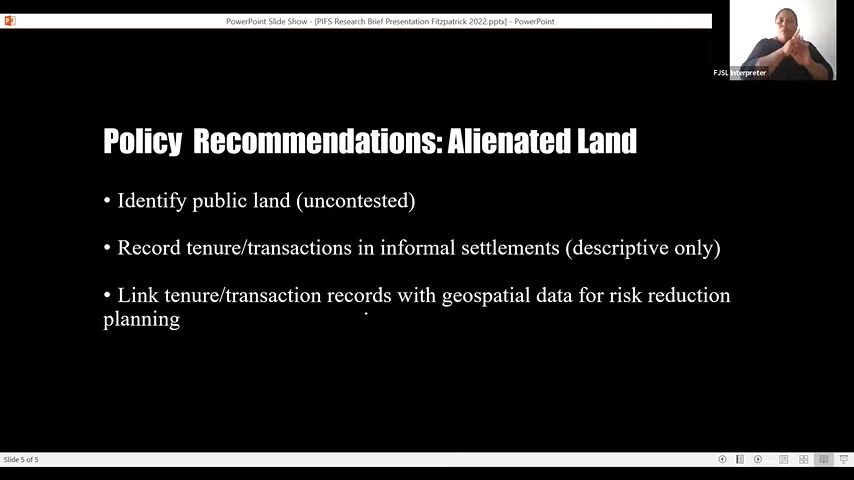 PowerPoint Slide Show - [PIFS Research Brief Presentation Fitzpatrick 2022.pptx] - PowerPoint
FJSL Interpreter
Policy Recommendations: Alienated Land
• Identify public land (uncontested)
• Record tenure/transactions in informal settlements (descriptive only)
• Link tenure/transaction records with geospatial data for risk reduction
planning
Slide 5 of 5